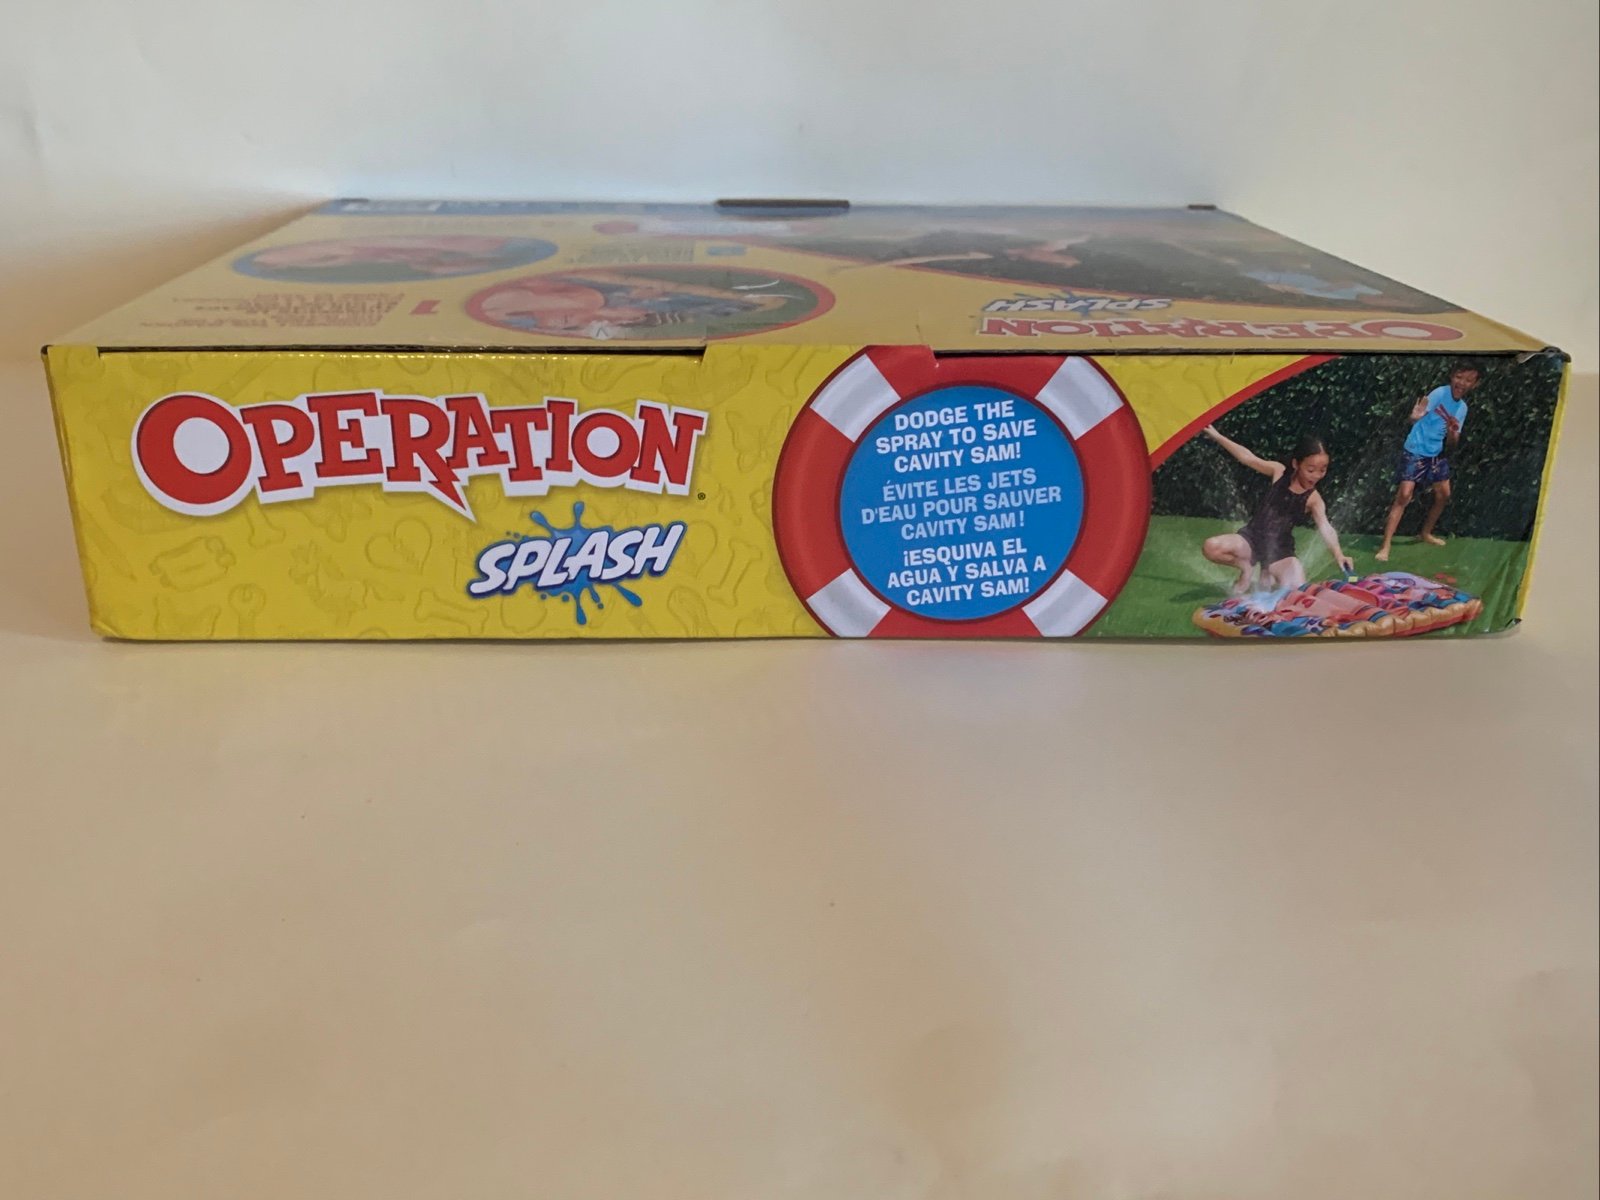 SPLASH
OPERATION
1
OPERATION®
SPLASH
DODGE THE
SPRAY TO SAVE
CAVITY SAM!
ÉVITE LES JETS
D'EAU POUR SAUVER
CAVITY SAM !
¡ESQUIVA EL
AGUA Y SALVA A
CAVITY SAM!